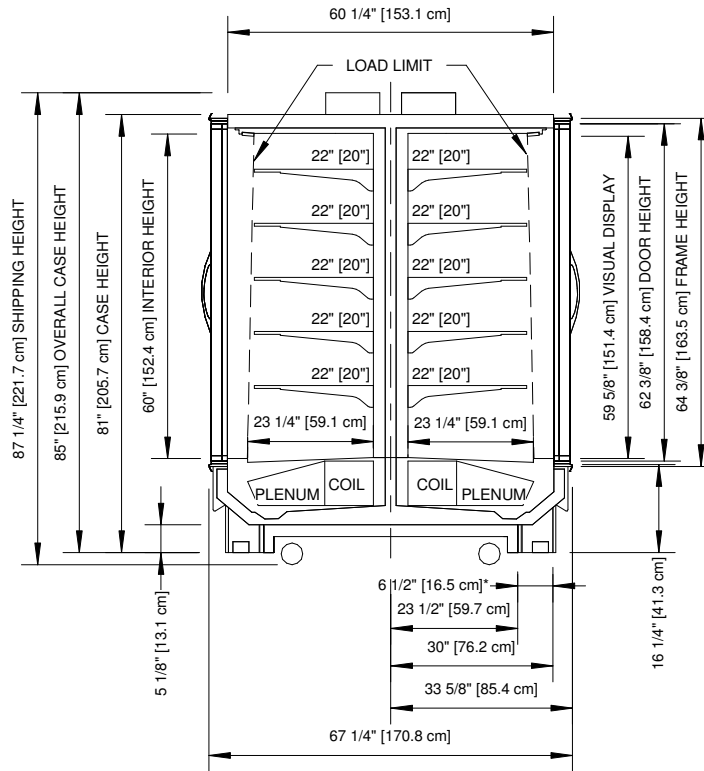 60 1/4" [153.1 cm]
LOAD LIMIT
22" [20"]
22" [20"]
22" [20"]
22" [20"]
22" [20"]
22" [20"]
22" [20"]
22" [20"]
22" [20"]
22" [20"]
23 1/4" [59.1 cm]
23 1/4" [59.1 cm]
PLENUM
COIL
COIL
PLENUM
87 1/4" [221.7 cm] SHIPPING HEIGHT
85" [215.9 cm] OVERALL CASE HEIGHT
81" [205.7 cm] CASE HEIGHT
60" [152.4 cm] INTERIOR HEIGHT
59 5/8" [151.4 cm] VISUAL DISPLAY
62 3/8" [158.4 cm] DOOR HEIGHT
64 3/8" [163.5 cm] FRAME HEIGHT
5 1/8" [13.1 cm]
16 1/4" [41.3 cm]
6 1/2" [16.5 cm]*
23 1/2" [59.7 cm]
30" [76.2 cm]
33 5/8" [85.4 cm]
67 1/4" [170.8 cm]